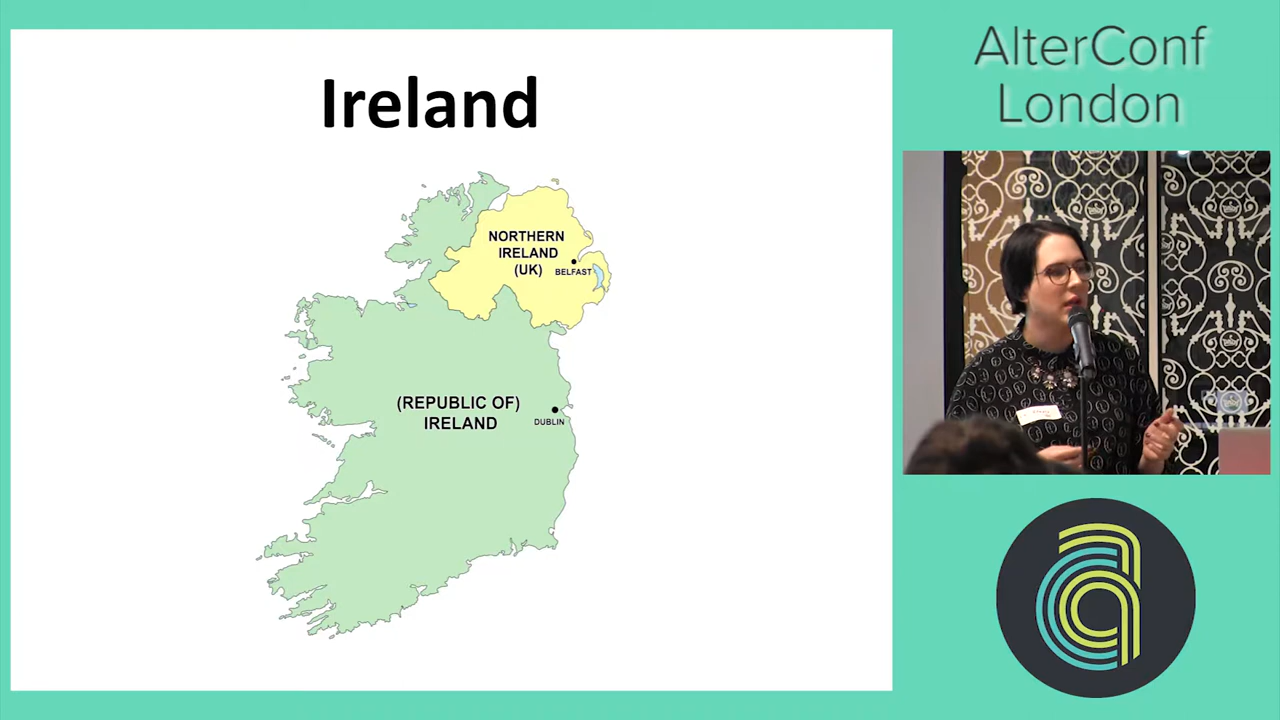 Ireland
NORTHERN
IRELAND
(UK)
BELFAST
(REPUBLIC OF)
IRELAND
DUBLIN
AlterConf
London